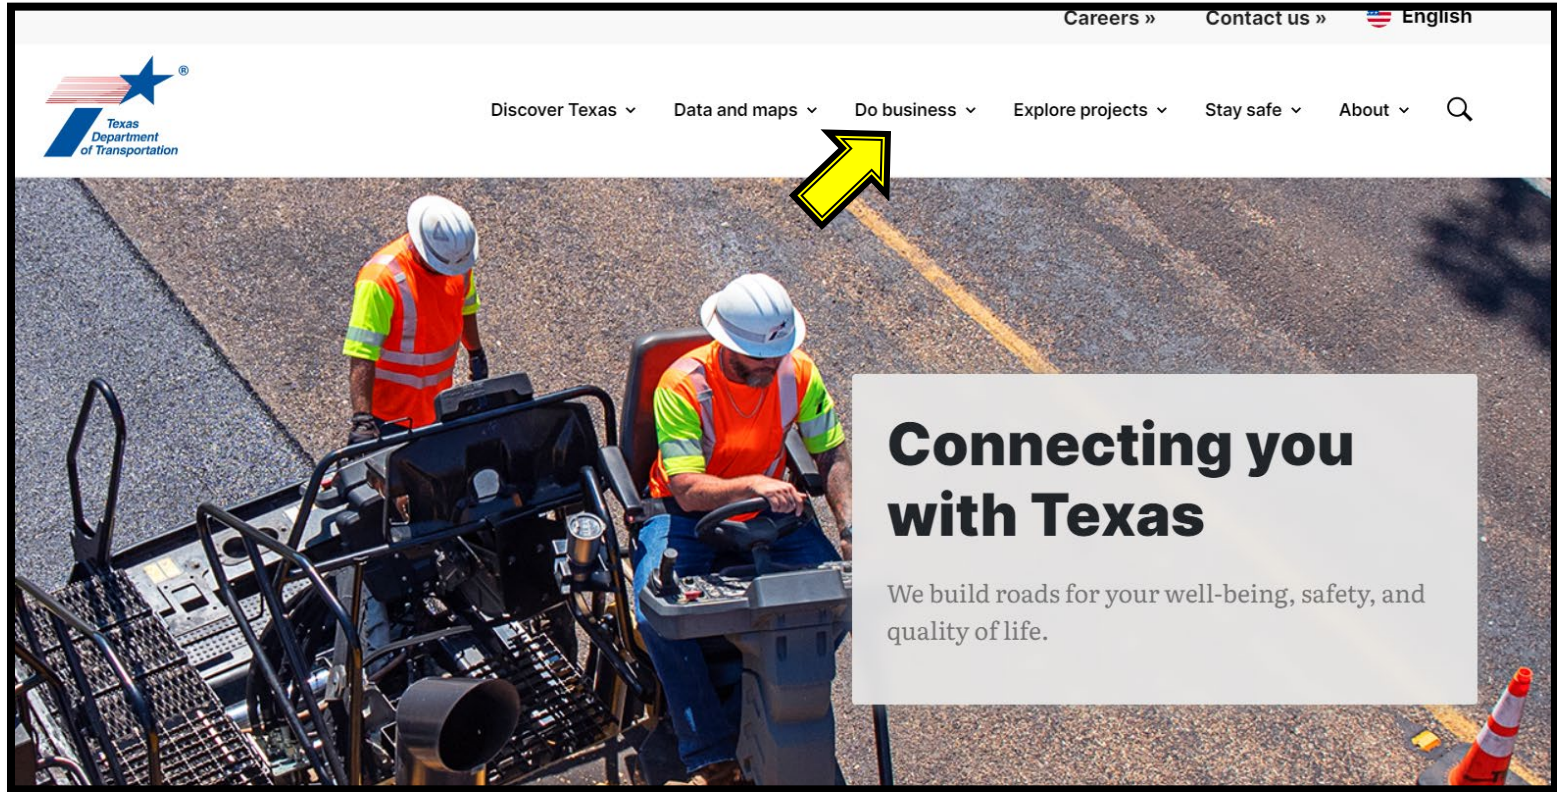 Careers »
Contact us »
English
®
Texas
Department
of Transportation
Discover Texas
Data and maps
Do business
Explore projects
Stay safe
About
Connecting you
with Texas
We build roads for your well-being, safety, and
quality of life.